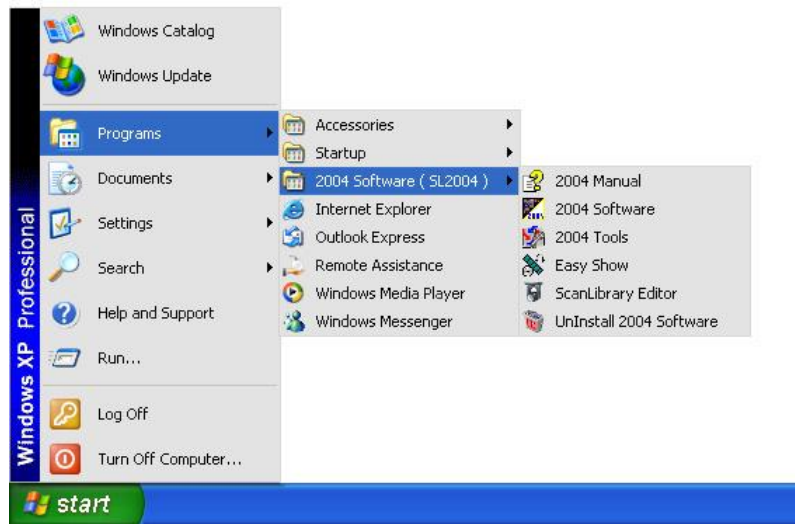 Windows Catalog
Windows Update
Programs
Documents
Settings
Search
Help and Support
Run...
Log Off
Turn Off Computer...
Windows XP Professional
Accessories
Startup
2004 Software ( SL2004 )
Internet Explorer
Outlook Express
Remote Assistance
Windows Media Player
Windows Messenger
2004 Manual
2004 Software
2004 Tools
Easy Show
ScanLibrary Editor
UnInstall 2004 Software
start